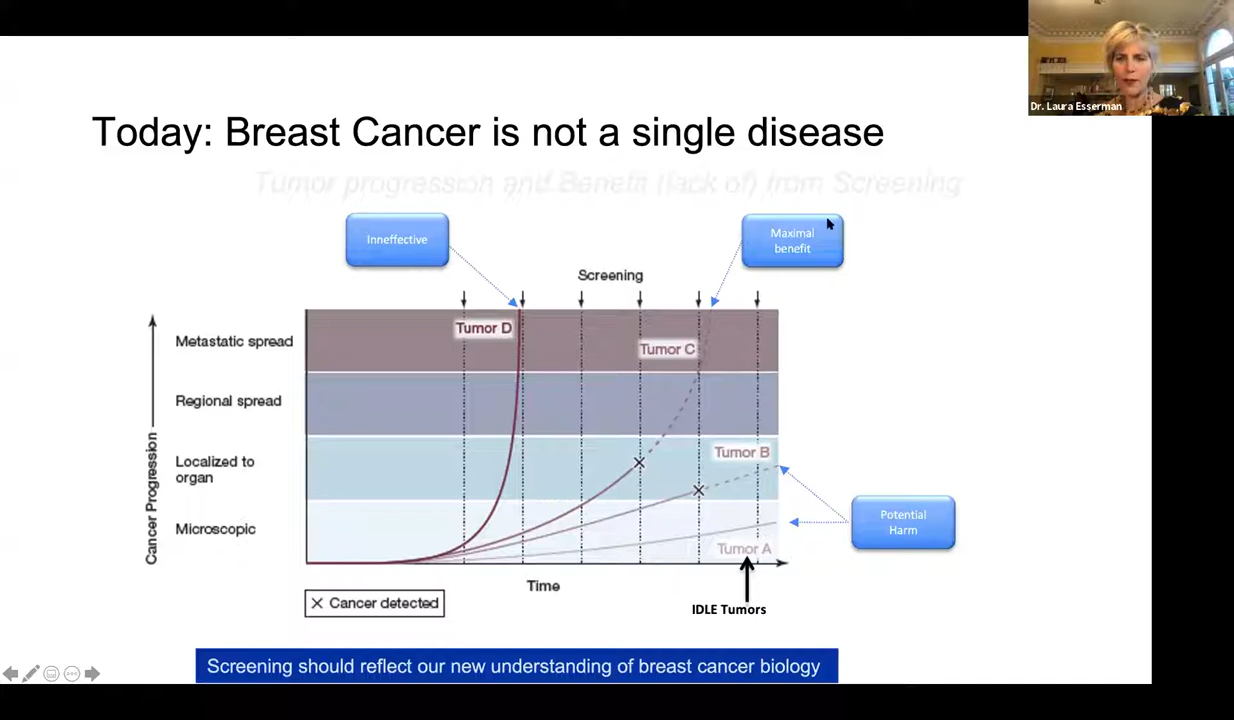 Dr. Laura Esserman
Today: Breast Cancer is not a single disease
Tumor progression and Benefit (lack of) from Screening
Inneffective
Maximal
benefit
Screening
Tumor D
Metastatic spread
Tumor C
Regional spread
Tumor B
Localized to
organ
Potential
Harm
Microscopic
Tumor A
Cancer Progression
Time
× Cancer detected
IDLE Tumors
Screening should reflect our new understanding of breast cancer biology